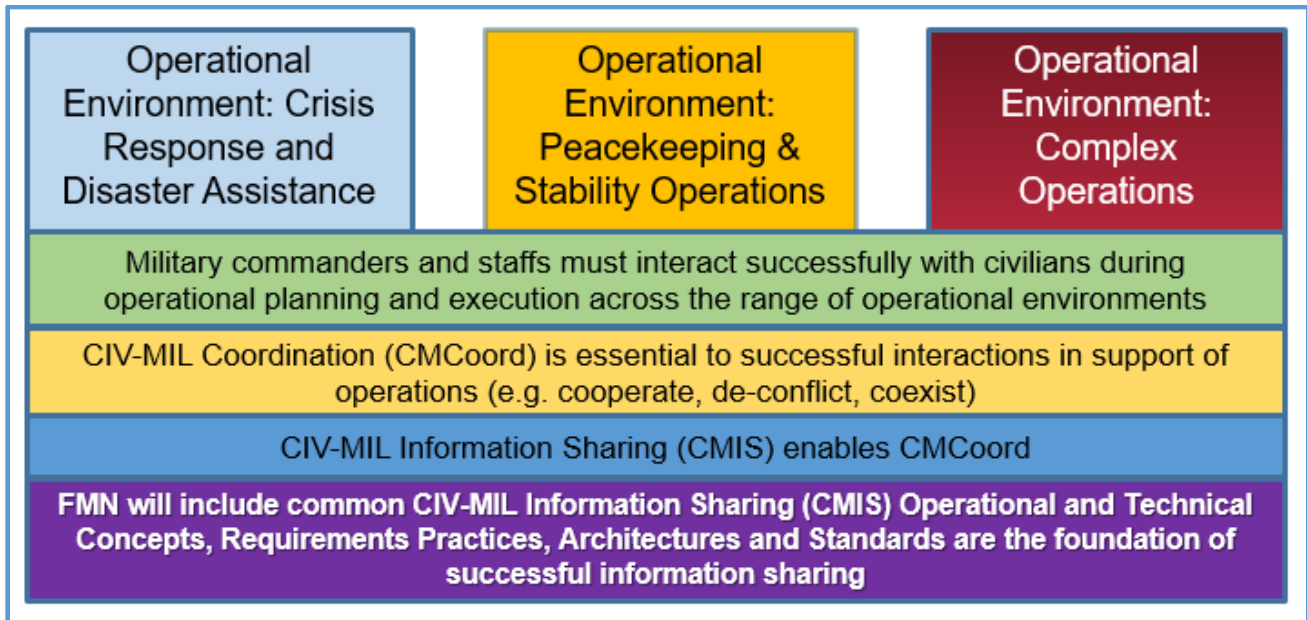 Operational
Environment: Crisis
Response and
Disaster Assistance
Operational
Environment:
Peacekeeping &
Stability Operations
Operational
Environment:
Complex
Operations
Military commanders and staffs must interact successfully with civilians during
operational planning and execution across the range of operational environments
CIV-MIL Coordination (CMCoord) is essential to successful interactions in support of
operations (e.g. cooperate, de-conflict, coexist)
CIV-MIL Information Sharing (CMIS) enables CMCoord
FMN will include common CIV-MIL Information Sharing (CMIS) Operational and Technical
Concepts, Requirements Practices, Architectures and Standards are the foundation of
successful information sharing